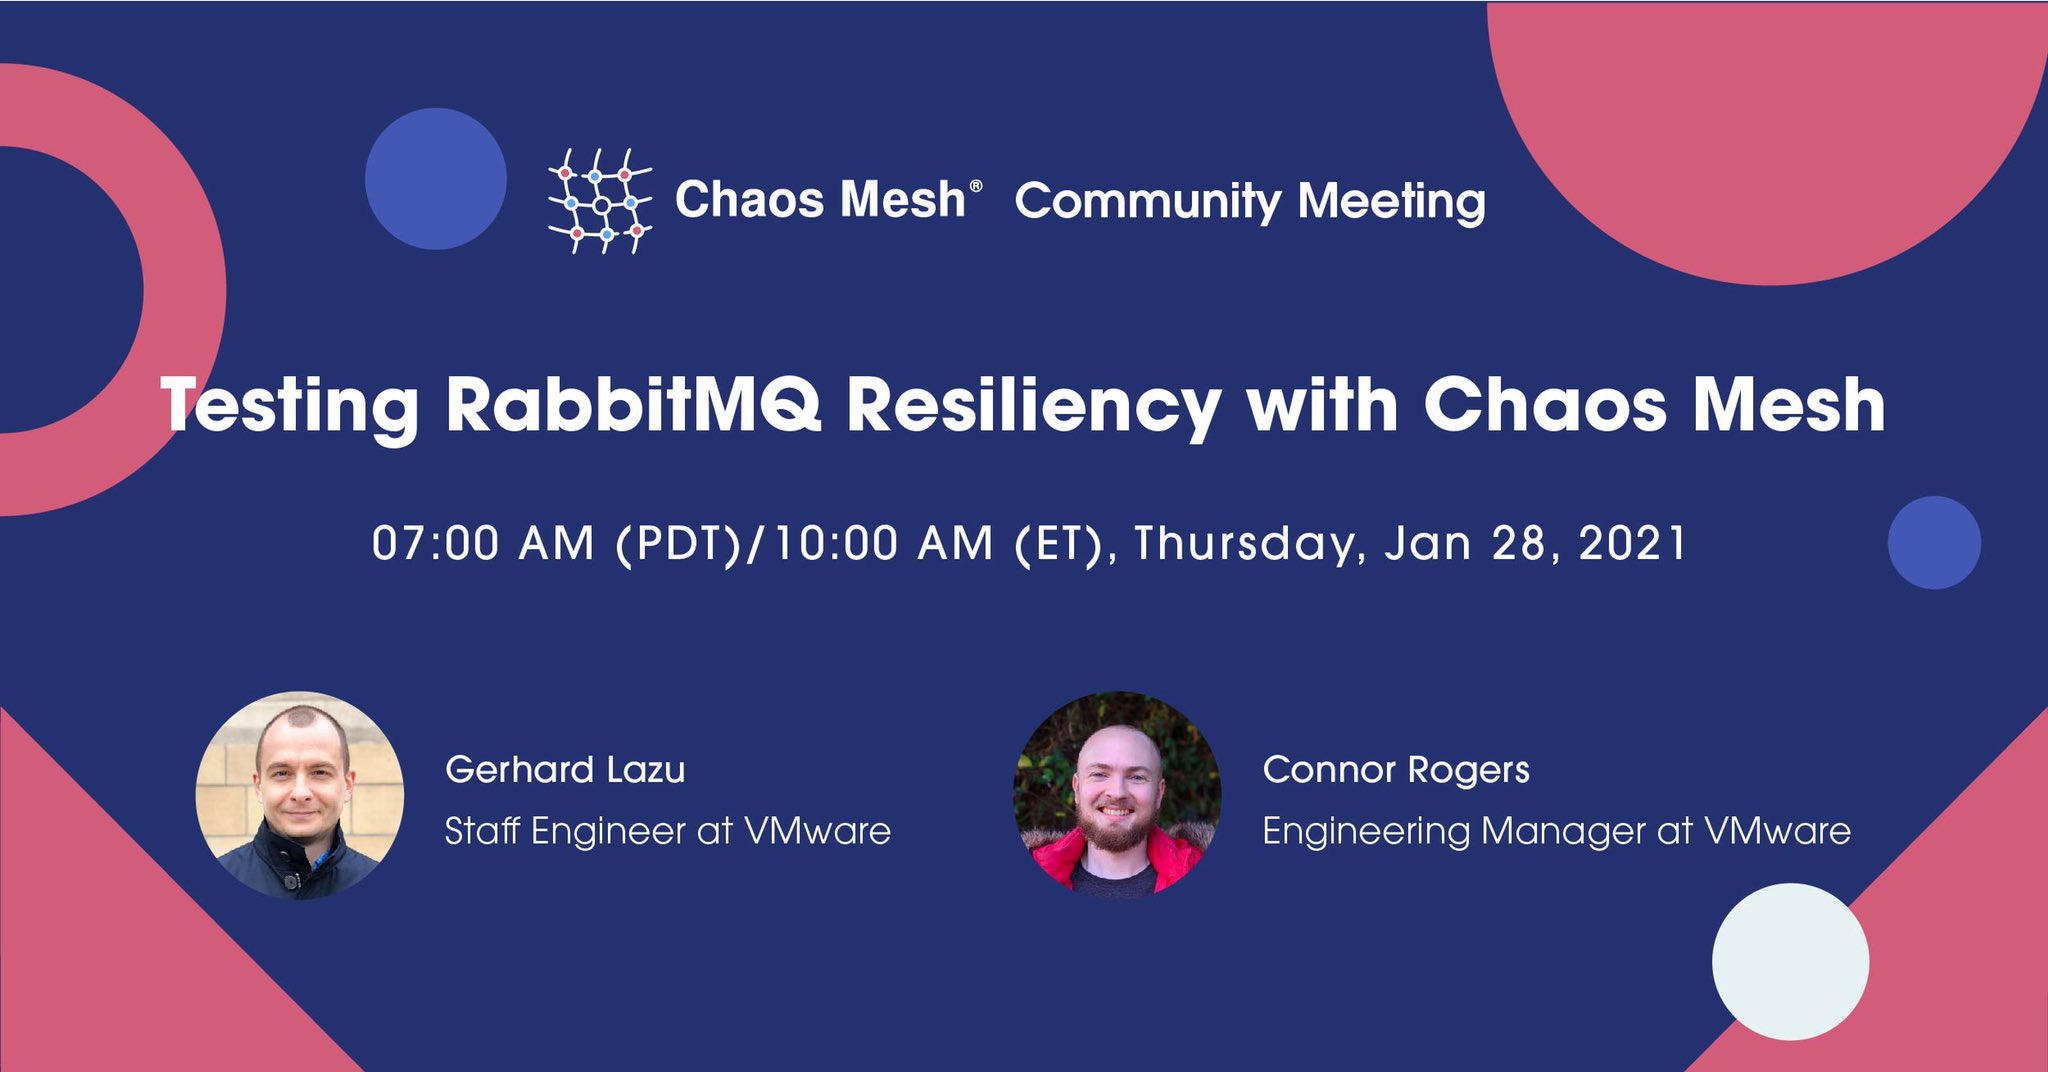 Chaos Mesh® Community Meeting
Testing RabbitMQ Resiliency with Chaos Mesh
07:00 AM (PDT)/10:00 AM (ET), Thursday, Jan 28, 2021
Gerhard Lazu
Staff Engineer at VMware
Connor Rogers
Engineering Manager at VMware